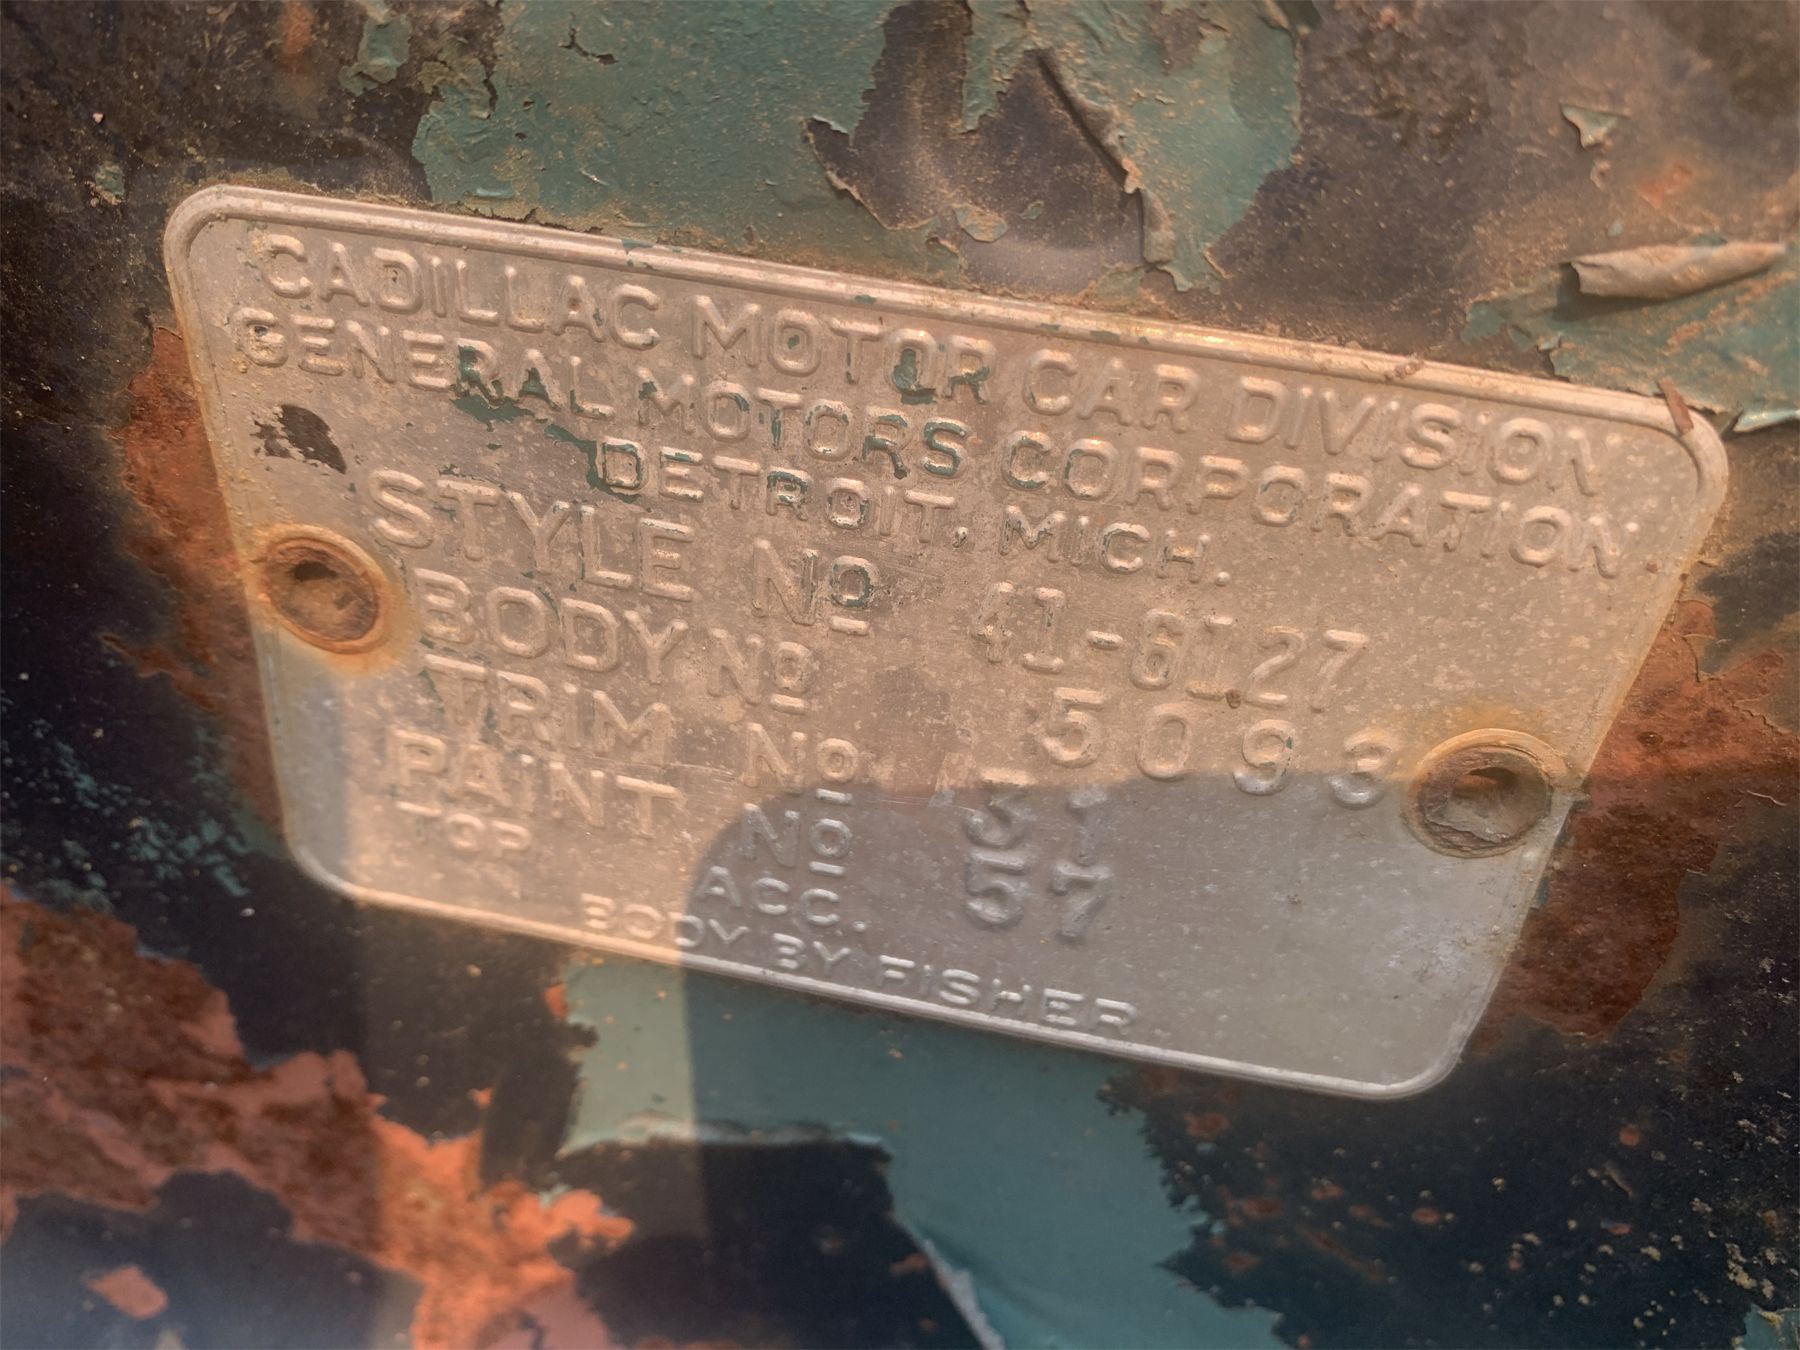 CADILLAC MOTOR CAR DIVISION
GENERAL MOTORS CORPORATION
DETROIT, MICH.
STYLE No 41-6127
BODY No 5093
TRIM No 31
PAINT No 57
TOP ACC.
BODY BY FISHER